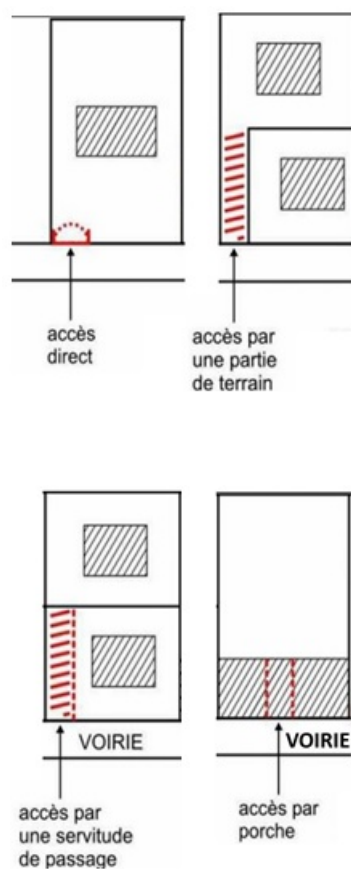 accès
direct
accès par
une partie
de terrain
VOIRIE
VOIRIE
accès par
une servitude
de passage
accès par
porche